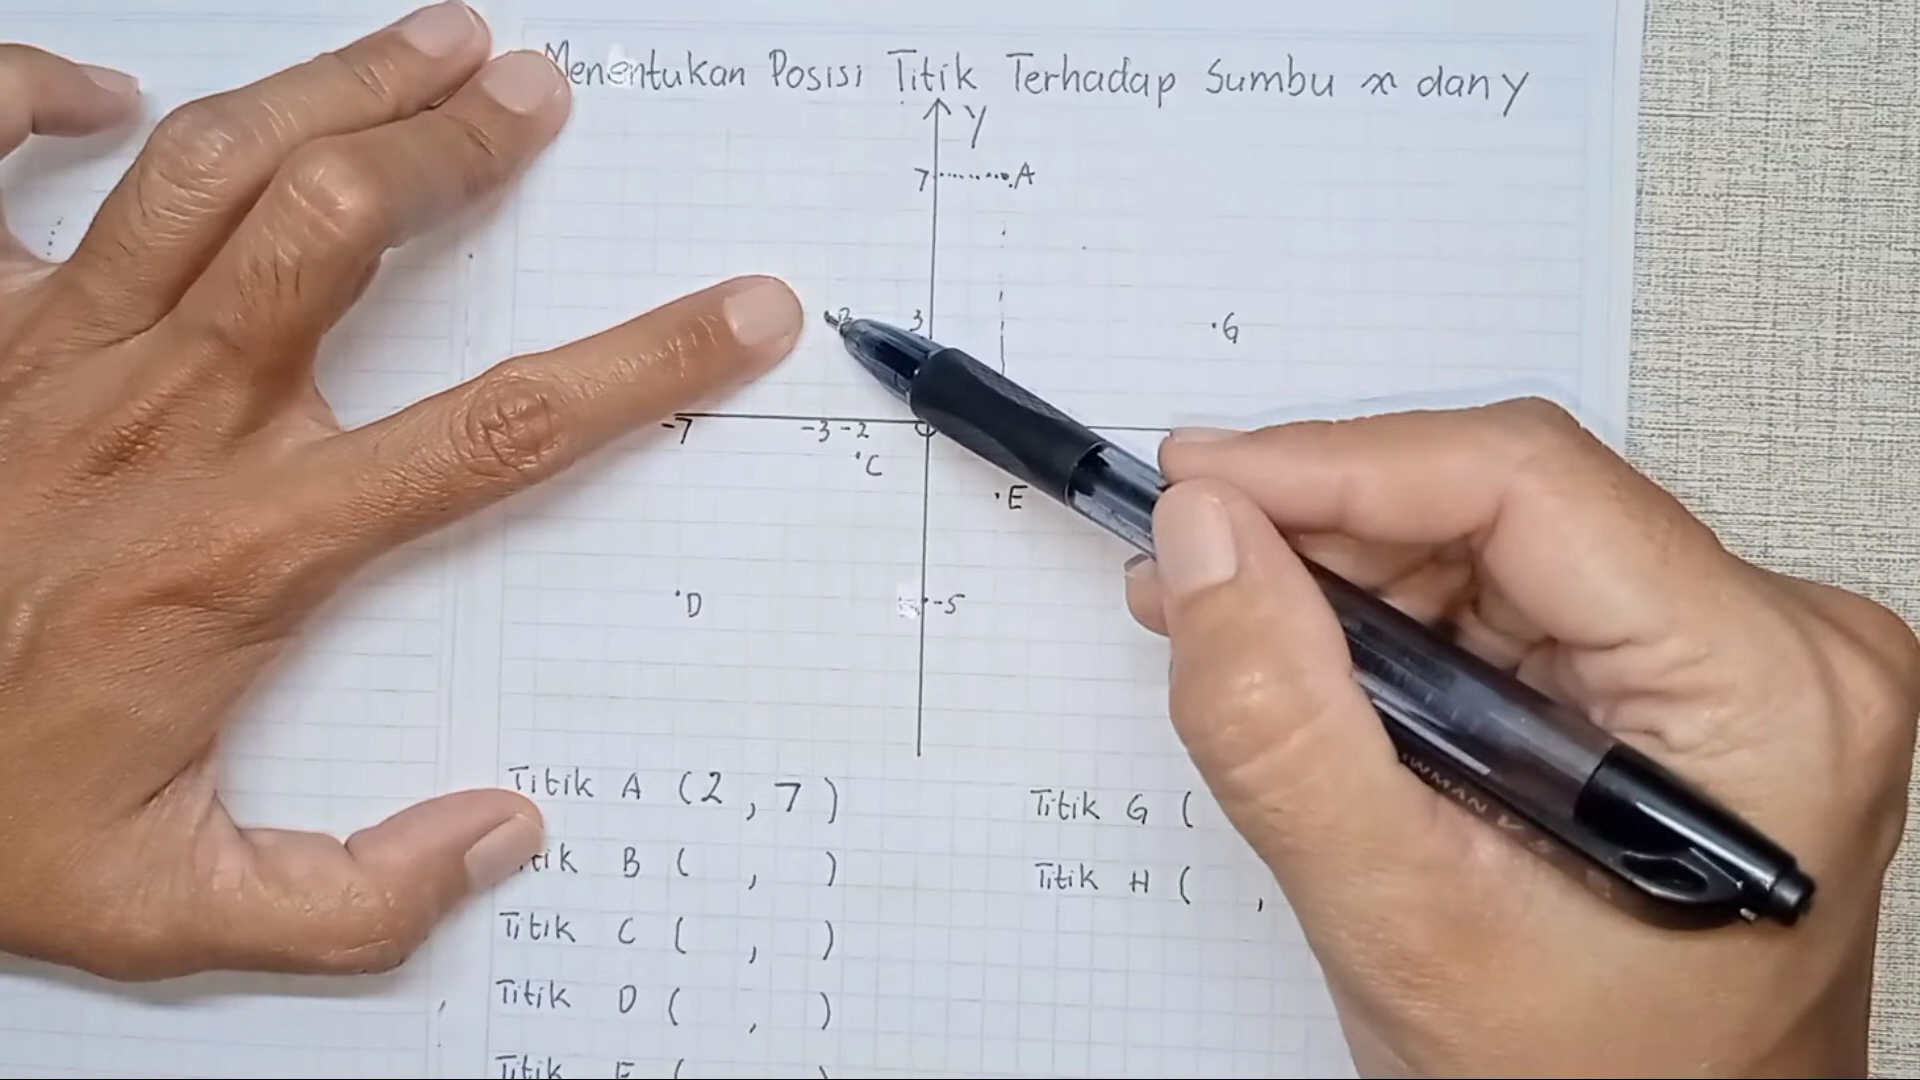 Menentukan Posisi Titik Terhadap Sumbu x dan y
Y
7 A
B 3 G
-7 -3 -2
C
E
D -5
Titik A (2 , 7 )
Titik G (
B ( , )
Titik H ( ,
Titik C ( , )
Titik D ( , )
Titik E ( )